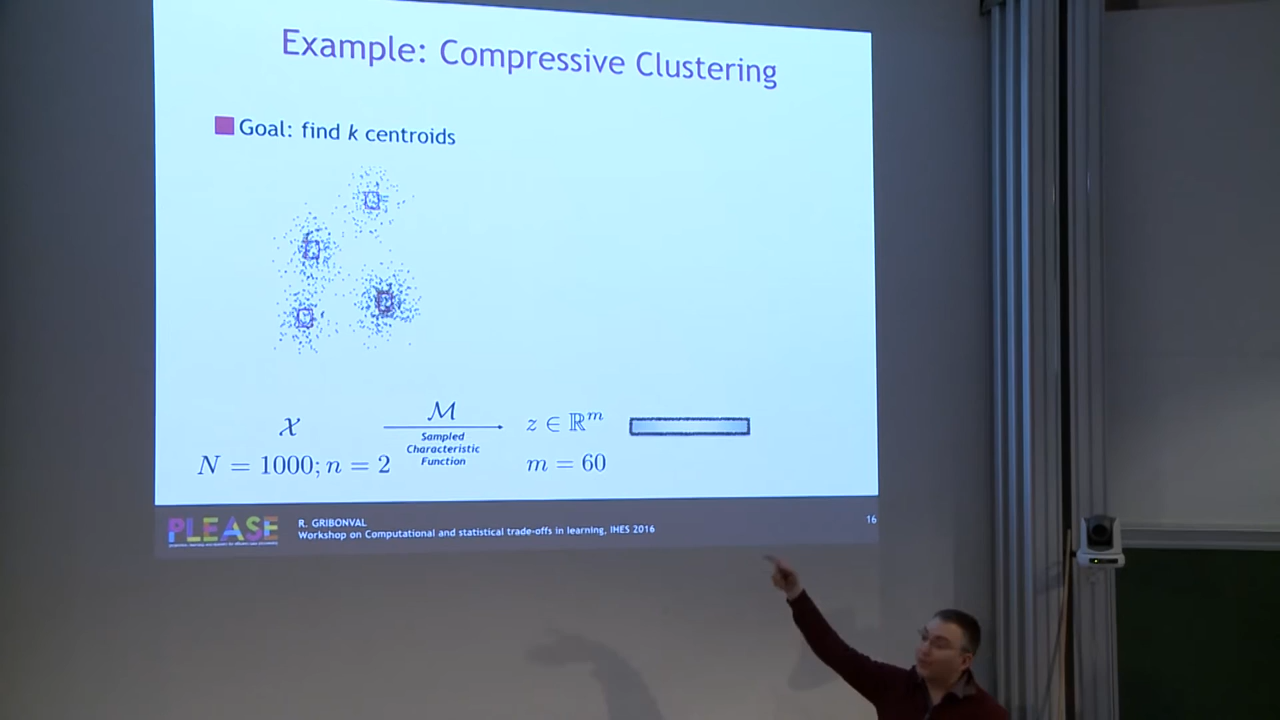 Example: Compressive Clustering
Goal: find k centroids
𝒳
ℳ
Sampled
Characteristic
Function
z ∈ ℝᵐ
N = 1000; n = 2
m = 60
PLEASE
R. GRIBONVAL
Workshop on Computational and statistical trade-offs in learning, IHES 2016
16